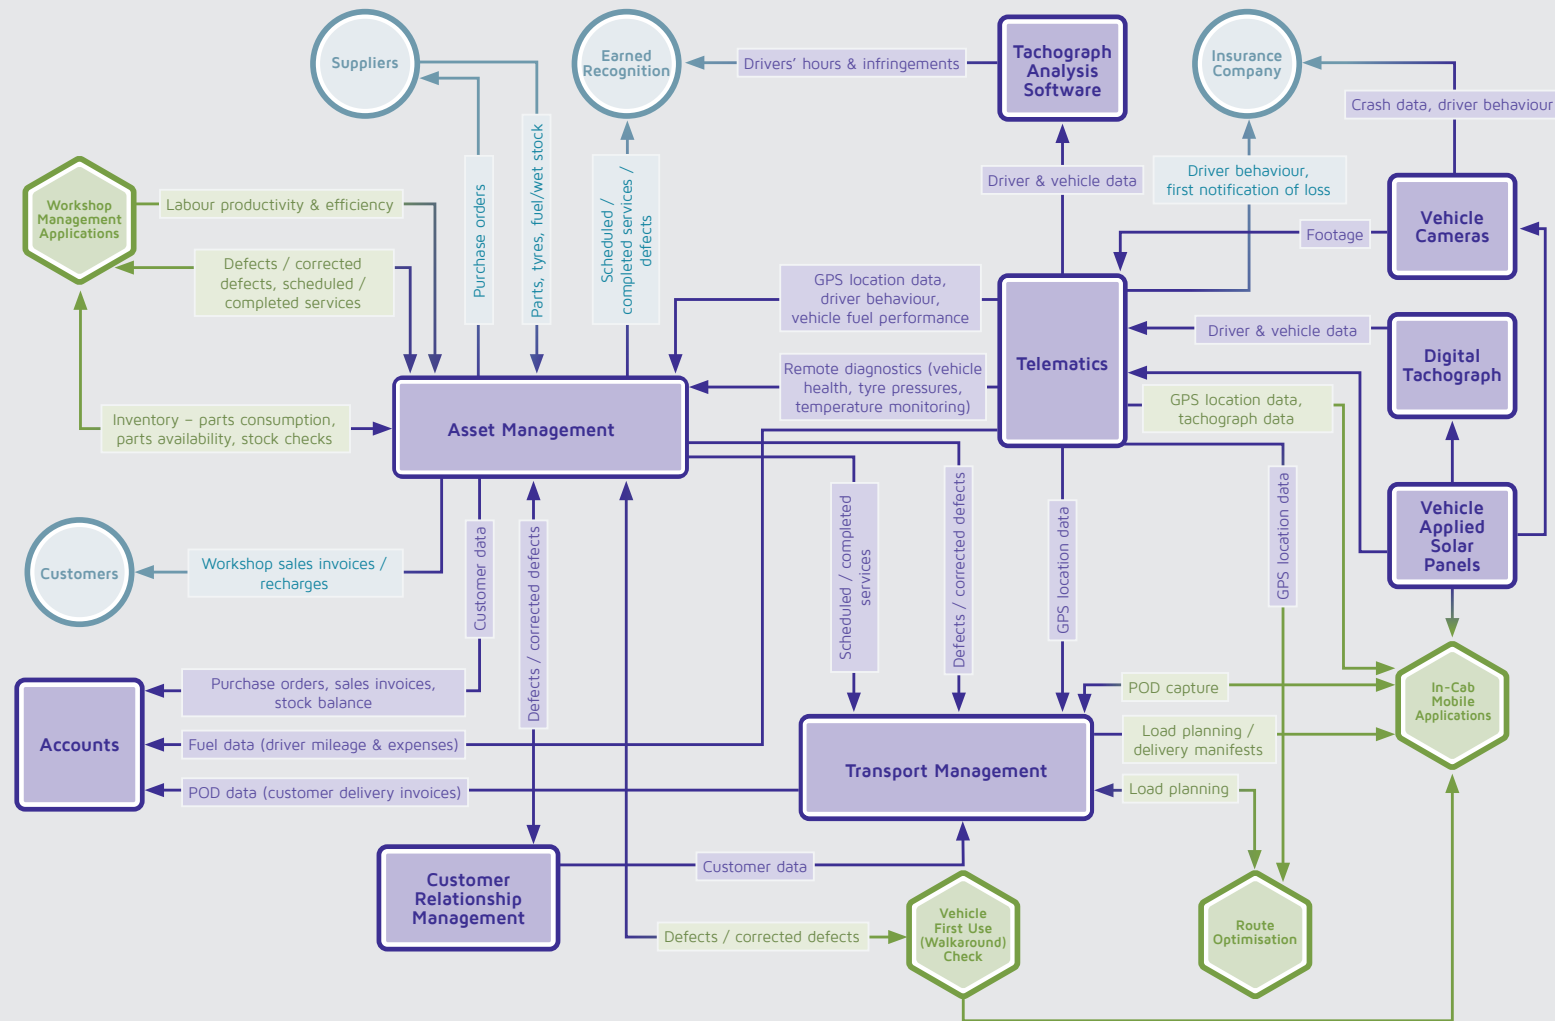 Suppliers
Earned
Recognition
Drivers’ hours & infringements
Tachograph
Analysis
Software
Insurance
Company
Crash data, driver behaviour
Purchase orders
Parts, tyres, fuel/wet stock
Scheduled /
completed services /
defects
Driver & vehicle data
Driver behaviour,
first notification of loss
Workshop
Management
Applications
Labour productivity & efficiency
Defects / corrected
defects, scheduled /
completed services
Vehicle
Cameras
Footage
GPS location data,
driver behaviour,
vehicle fuel performance
Telematics
Driver & vehicle data
Digital
Tachograph
Remote diagnostics (vehicle
health, tyre pressures,
temperature monitoring)
GPS location data,
tachograph data
Inventory – parts consumption,
parts availability, stock checks
Asset Management
Customers
Workshop sales invoices /
recharges
Customer data
Defects / corrected defects
Scheduled / completed
services
Defects / corrected defects
GPS location data
GPS location data
Vehicle
Applied
Solar
Panels
Purchase orders, sales invoices,
stock balance
Accounts
Fuel data (driver mileage & expenses)
POD data (customer delivery invoices)
Transport Management
POD capture
Load planning /
delivery manifests
Load planning
In-Cab
Mobile
Applications
Customer
Relationship
Management
Customer data
Defects / corrected defects
Vehicle
First Use
(Walkaround)
Check
Route
Optimisation